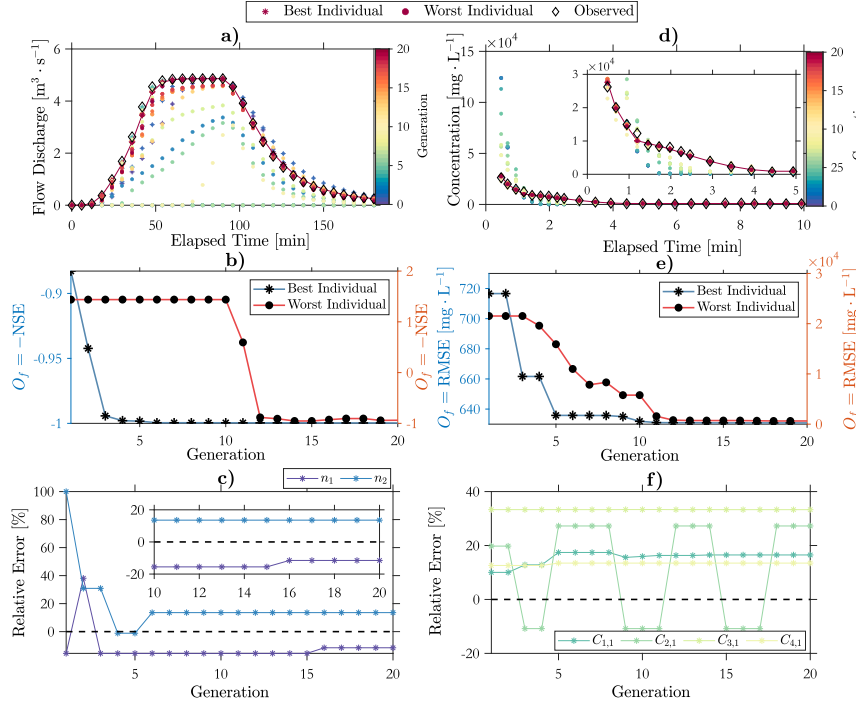 Best Individual Worst Individual Observed
a)
Flow Discharge [m³ · s⁻¹]
6
4
2
0
0 50 100 150
Elapsed Time [min]
20
15
10
5
0
Generation
d)
×10⁴
Concentration [mg · L⁻¹]
15
10
5
0
0 2 4 6 8 10
Elapsed Time [min]
×10⁴
3
2
1
0
0 1 2 3 4 5
20
15
10
5
0
b)
O_f = −NSE
-0.9
-0.95
-1
5 10 15 20
Generation
Best Individual
Worst Individual
2
1
0
-1
O_f = −NSE
e)
O_f = RMSE [mg · L⁻¹]
720
700
680
660
640
5 10 15 20
Generation
Best Individual
Worst Individual
×10⁴
3
2
1
0
O_f = RMSE [mg · L⁻¹]
c)
n₁ n₂
Relative Error [%]
100
80
60
40
20
0
5 10 15 20
Generation
20
0
-20
10 12 14 16 18 20
f)
Relative Error [%]
40
20
0
-20
5 10 15 20
Generation
C₁,₁ C₂,₁ C₃,₁ C₄,₁